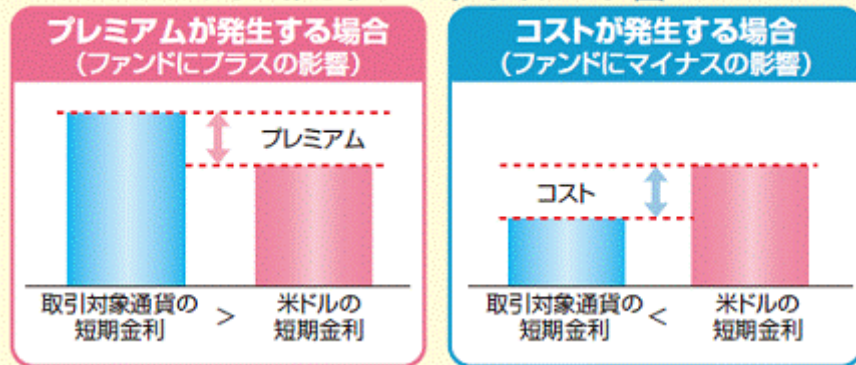 プレミアムが発生する場合
(ファンドにプラスの影響)
プレミアム
取引対象通貨の
短期金利
>
米ドルの
短期金利
コストが発生する場合
(ファンドにマイナスの影響)
コスト
取引対象通貨の
短期金利
<
米ドルの
短期金利